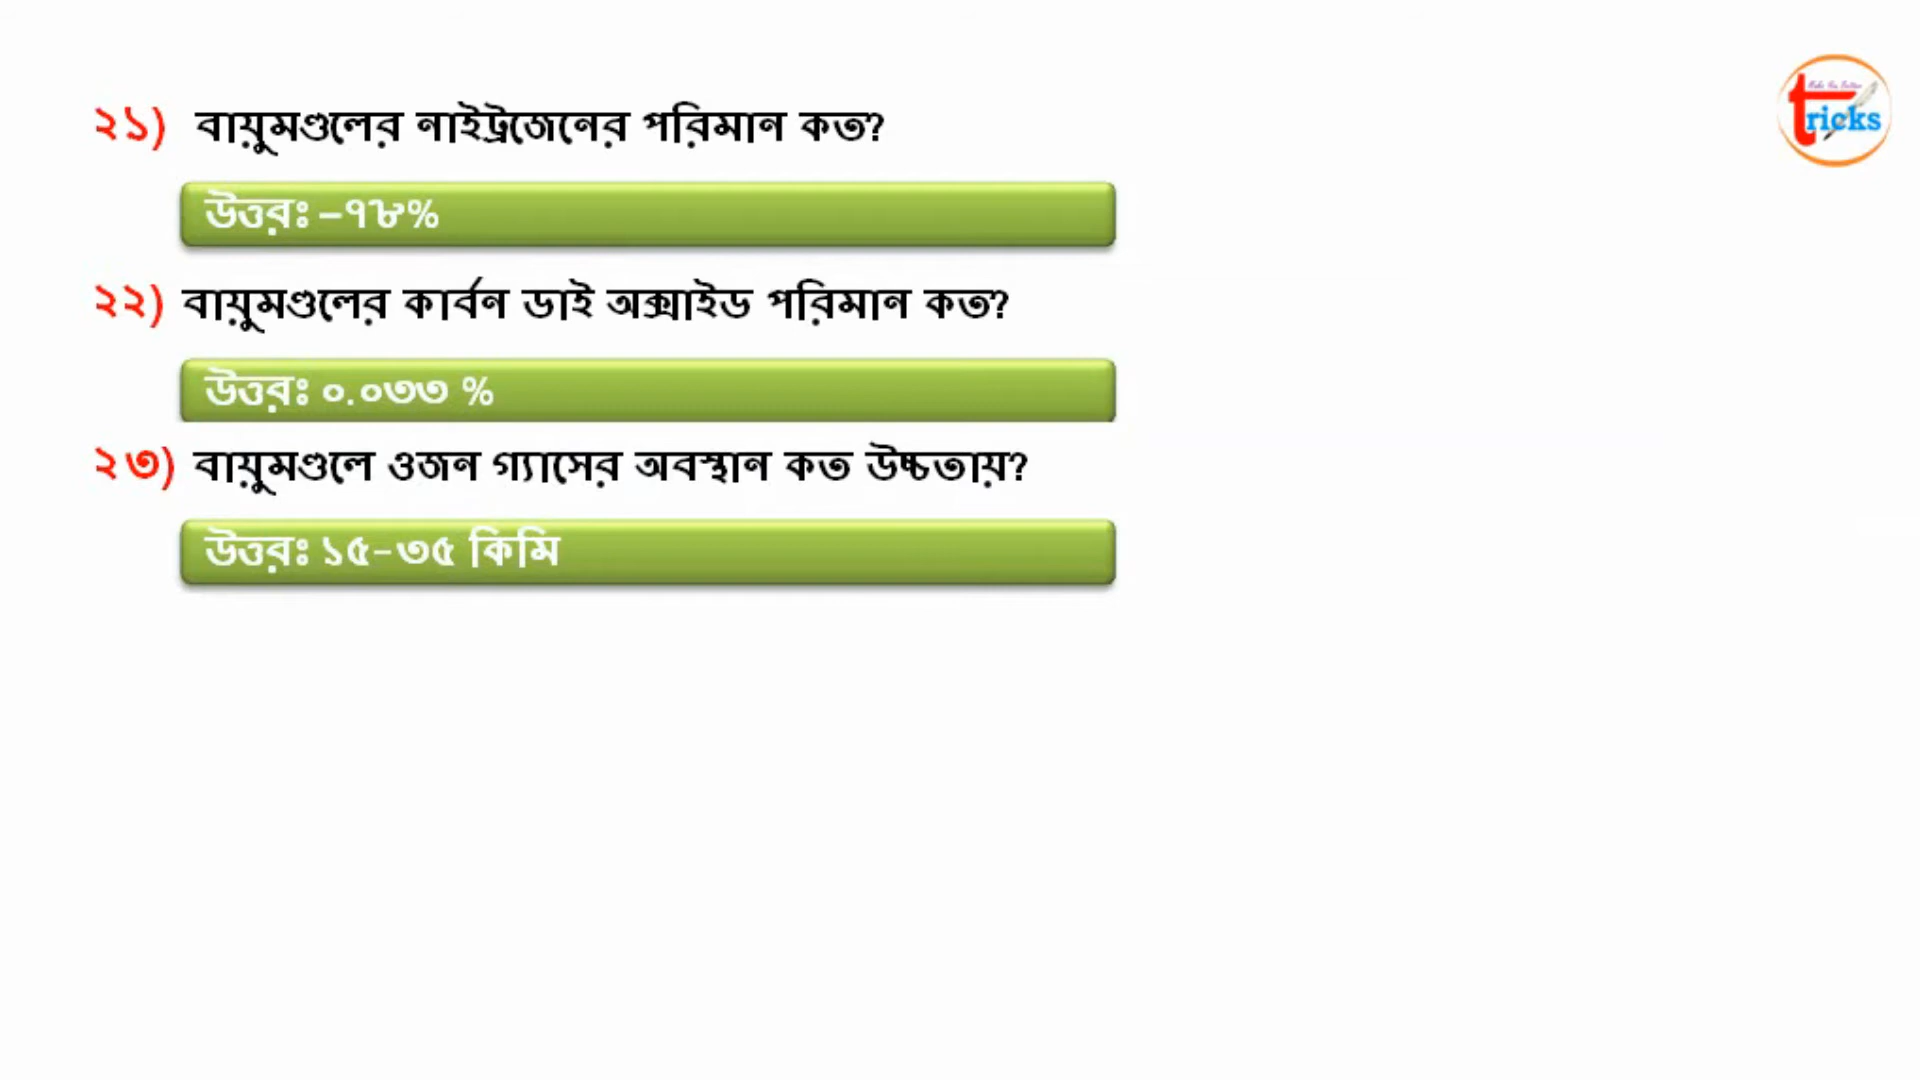 ২১) বায়ুমণ্ডলের নাইট্রজেনের পরিমান কত?
উত্তরঃ –৭৮%
২২) বায়ুমণ্ডলের কার্বন ডাই অক্সাইড পরিমান কত?
উত্তরঃ ০.০৩৩ %
২৩) বায়ুমণ্ডলে ওজন গ্যাসের অবস্থান কত উচ্চতায়?
উত্তরঃ ১৫-৩৫ কিমি
tricks